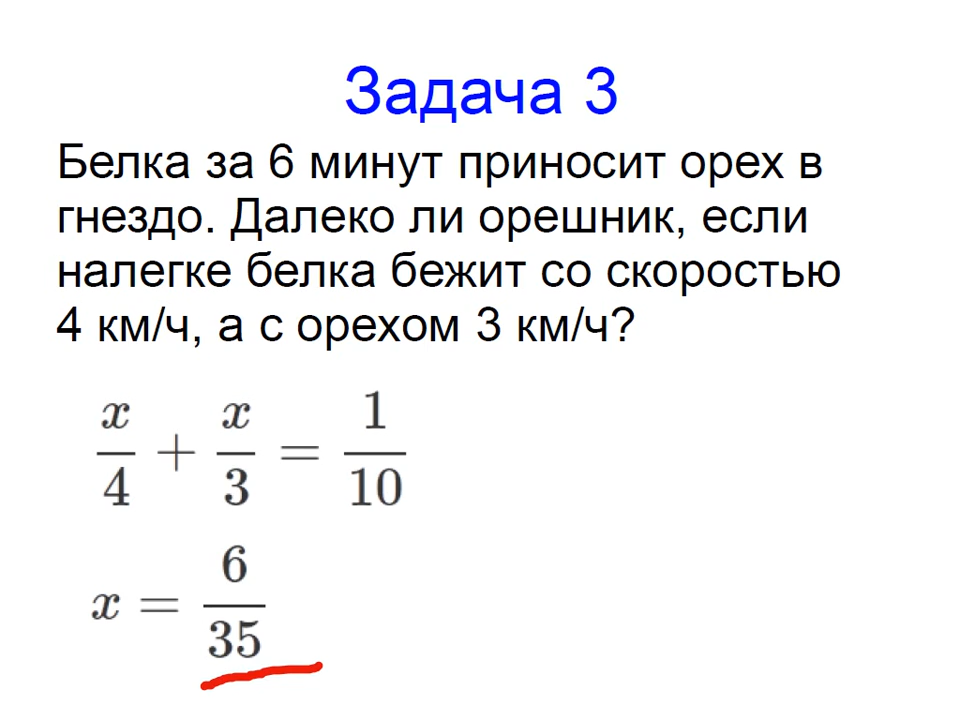 Задача 3
Белка за 6 минут приносит орех в
гнездо. Далеко ли орешник, если
налегке белка бежит со скоростью
4 км/ч, а с орехом 3 км/ч?
x/4 + x/3 = 1/10
x = 6/35